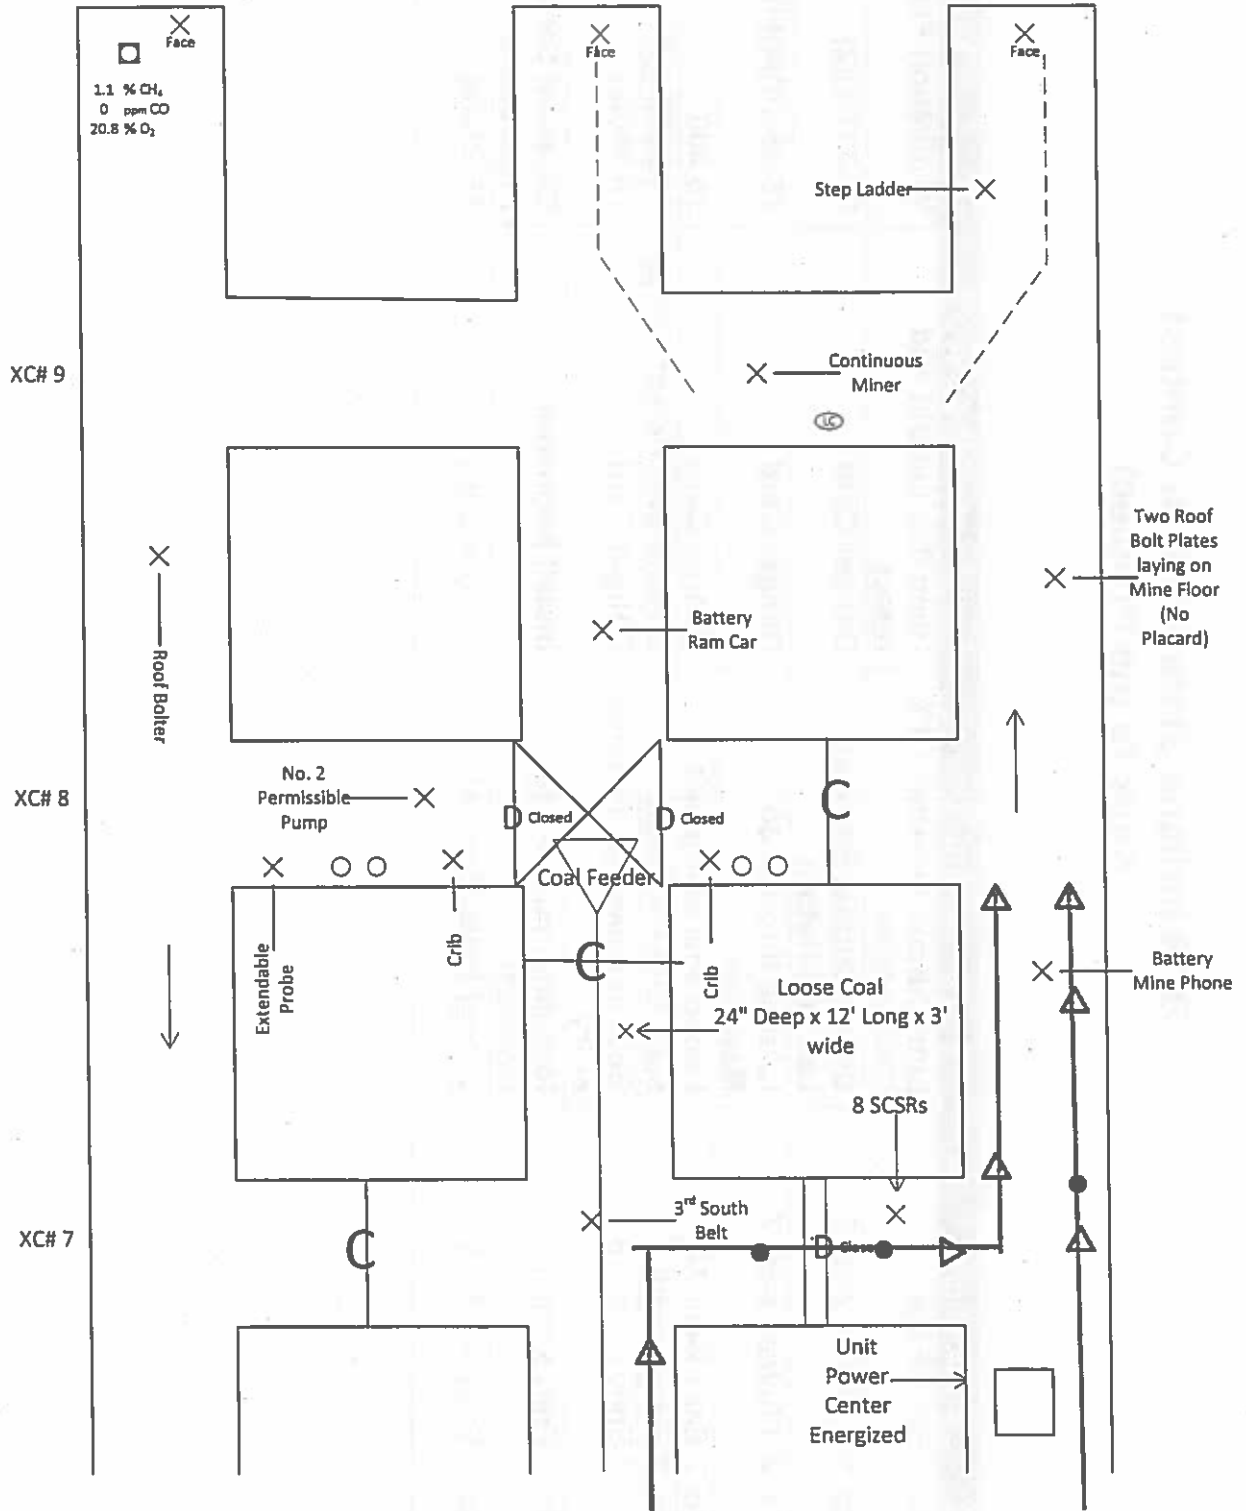 Face
Face
Face
1.1 % CH₄
0 ppm CO
20.8 % O₂
Step Ladder
XC# 9
Continuous
Miner
LC
Two Roof
Bolt Plates
laying on
Mine Floor
(No
Placard)
Roof Bolter
Battery
Ram Car
XC# 8
No. 2
Permissible
Pump
D Closed
D Closed
C
Coal Feeder
Extendable
Probe
Crib
C
Crib
Battery
Mine Phone
Loose Coal
24" Deep x 12' Long x 3'
wide
8 SCSRs
XC# 7
C
3rd South
Belt
D Closed
Unit
Power
Center
Energized